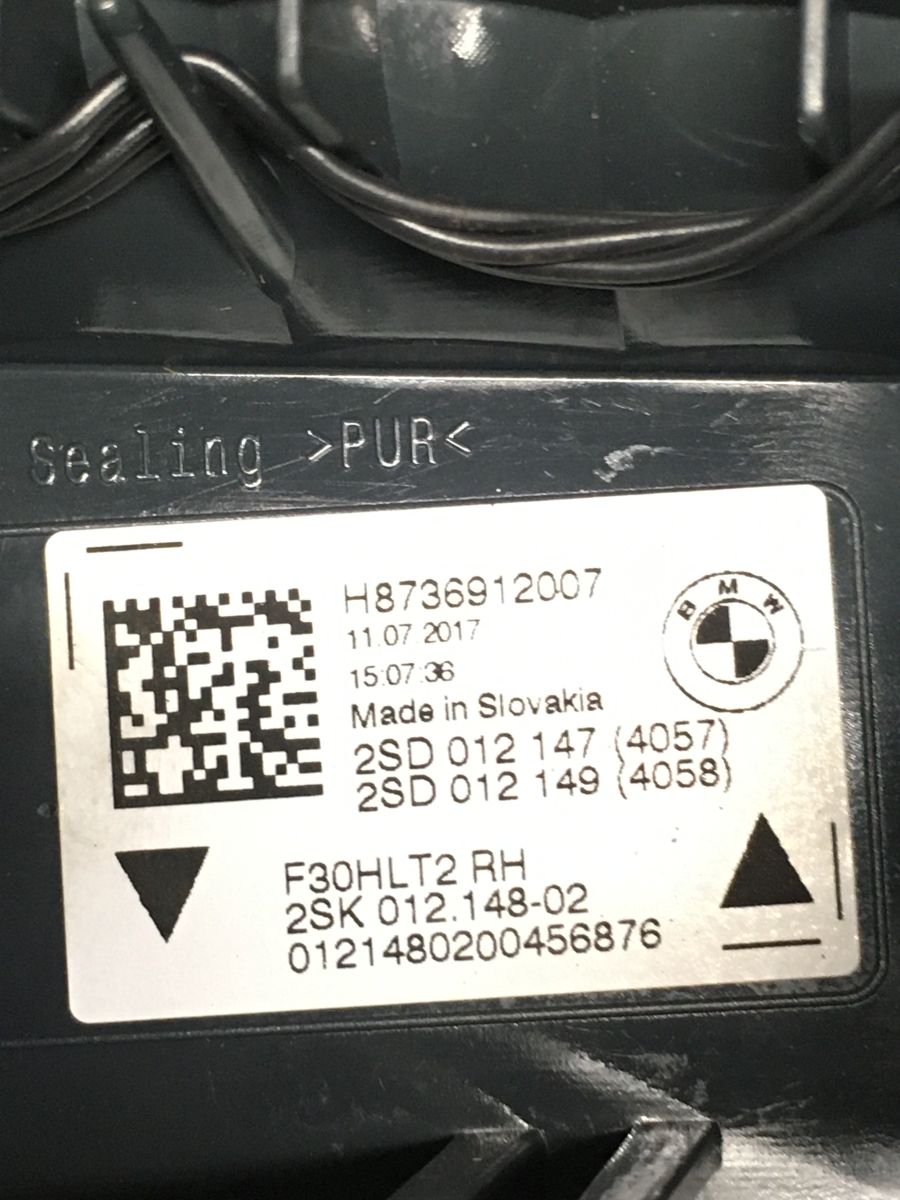 Sealing >PUR<
H8736912007
11.07.2017
15:07:36
Made in Slovakia
BMW
2SD 012 147 (4057)
2SD 012 149 (4058)
F30HLT2 RH
2SK 012.148-02
0121480200456876